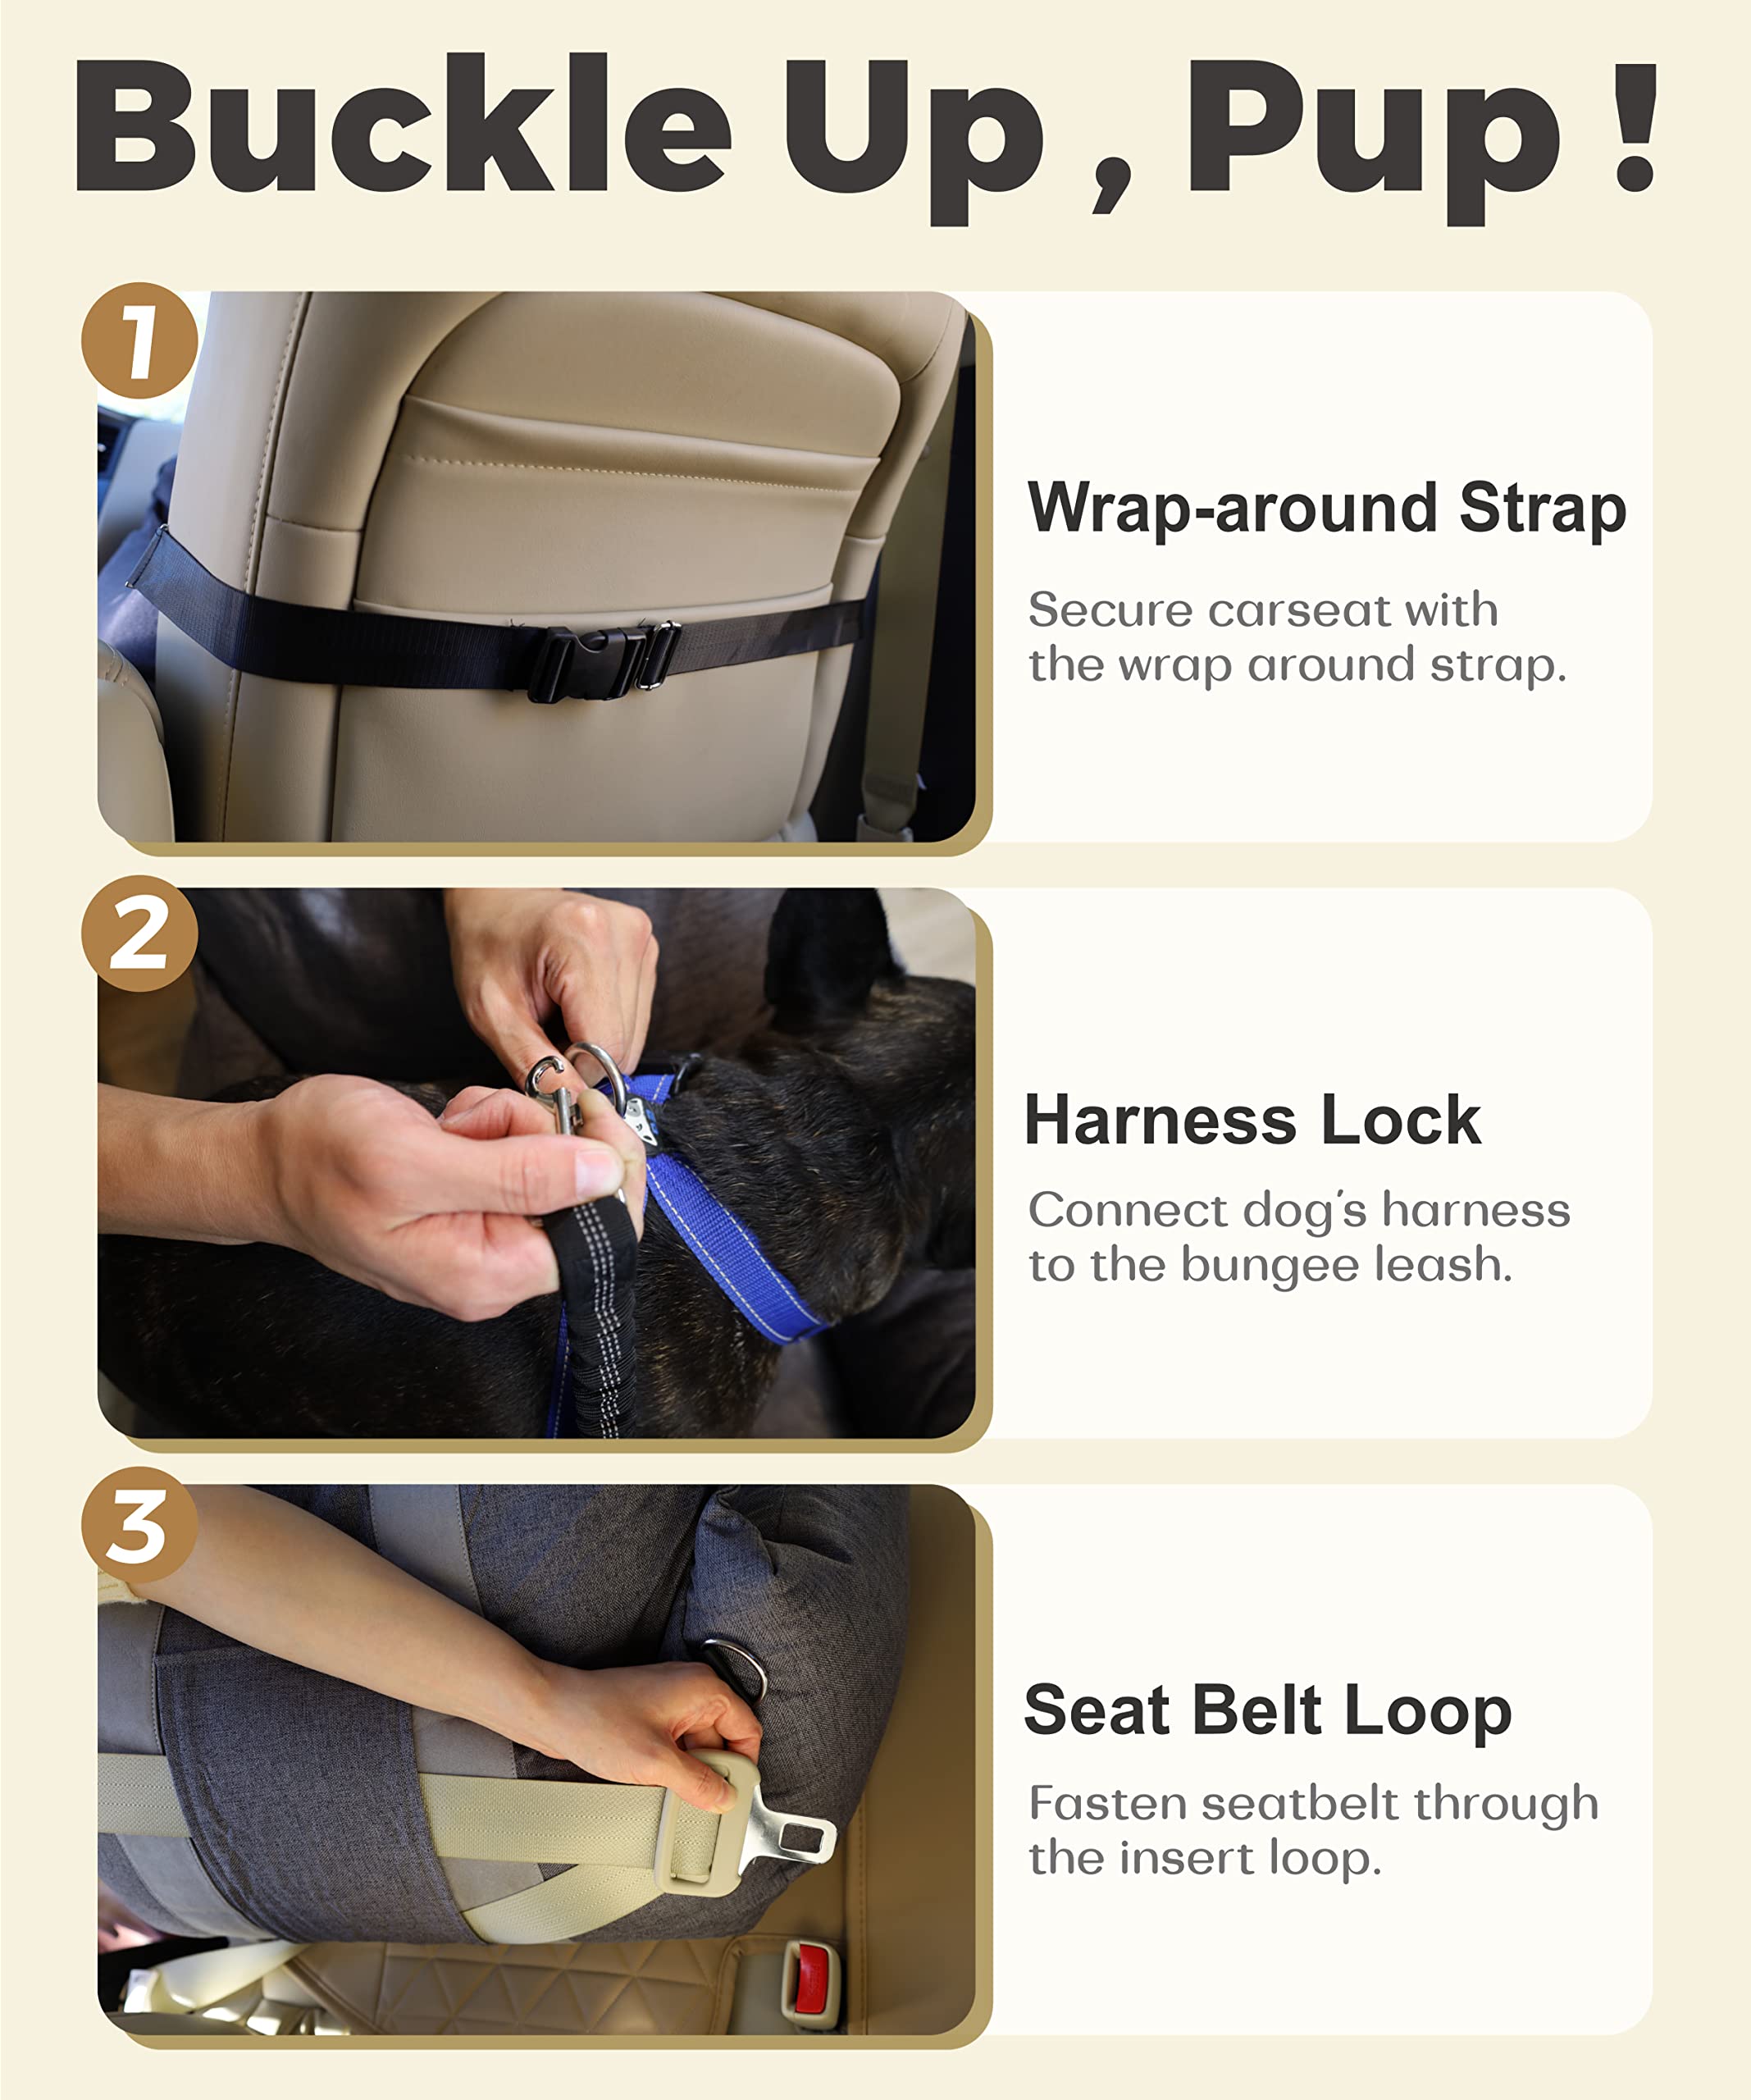 Buckle Up , Pup !
1
Wrap-around Strap
Secure carseat with
the wrap around strap.
2
Harness Lock
Connect dog's harness
to the bungee leash.
3
Seat Belt Loop
Fasten seatbelt through
the insert loop.